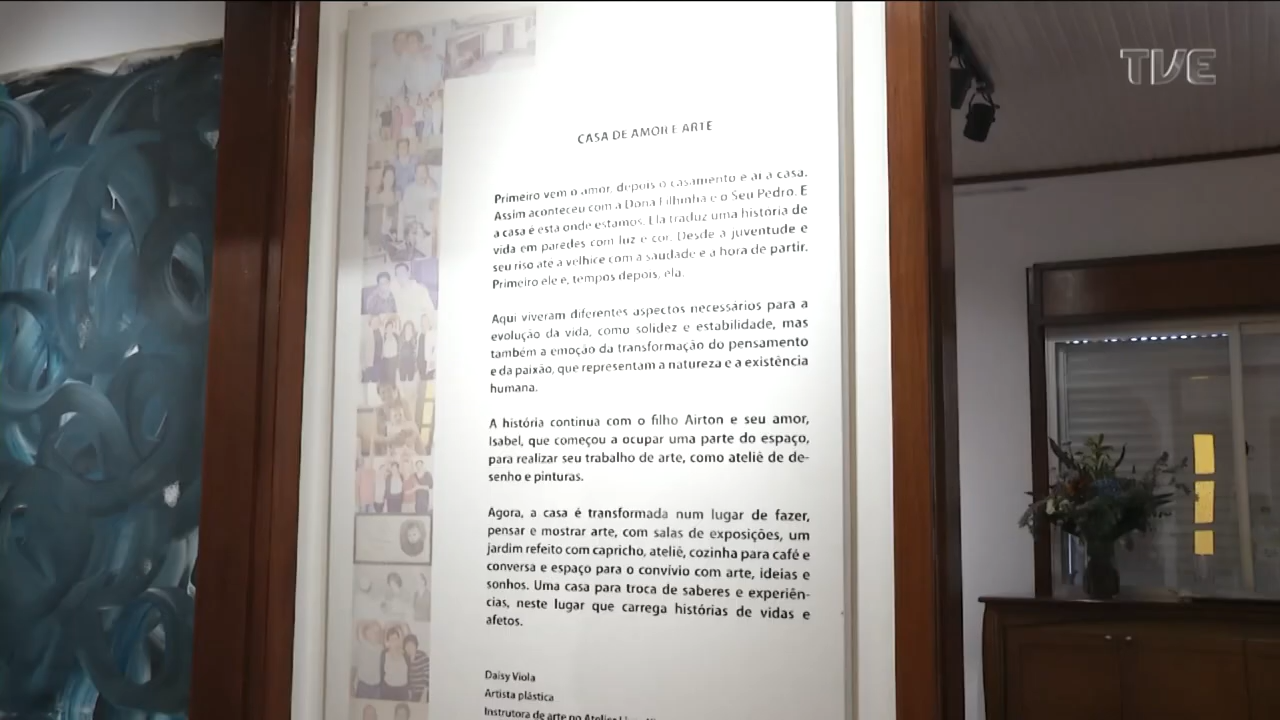 TVE
CASA DE AMOR E ARTE
Primeiro vem o amor, depois o casamento e aí a casa.
Assim aconteceu com a Dona Filhinha e o Seu Pedro. E
a casa é esta onde estamos. Ela traduz uma história de
vida em paredes com luz e cor. Desde a juventude e
seu riso até a velhice com a saudade e a hora de partir.
Primeiro ele e, tempos depois, ela.
Aqui viveram diferentes aspectos necessários para a
evolução da vida, como solidez e estabilidade, mas
também a emoção da transformação do pensamento
e da paixão, que representam a natureza e a existência
humana.
A história continua com o filho Airton e seu amor,
Isabel, que começou a ocupar uma parte do espaço,
para realizar seu trabalho de arte, como ateliê de de-
senho e pinturas.
Agora, a casa é transformada num lugar de fazer,
pensar e mostrar arte, com salas de exposições, um
jardim refeito com capricho, ateliê, cozinha para café e
conversa e espaço para o convívio com arte, ideias e
sonhos. Uma casa para troca de saberes e experiên-
cias, neste lugar que carrega histórias de vidas e
afetos.
Daisy Viola
Artista plástica
Instrutora de arte no Atelier